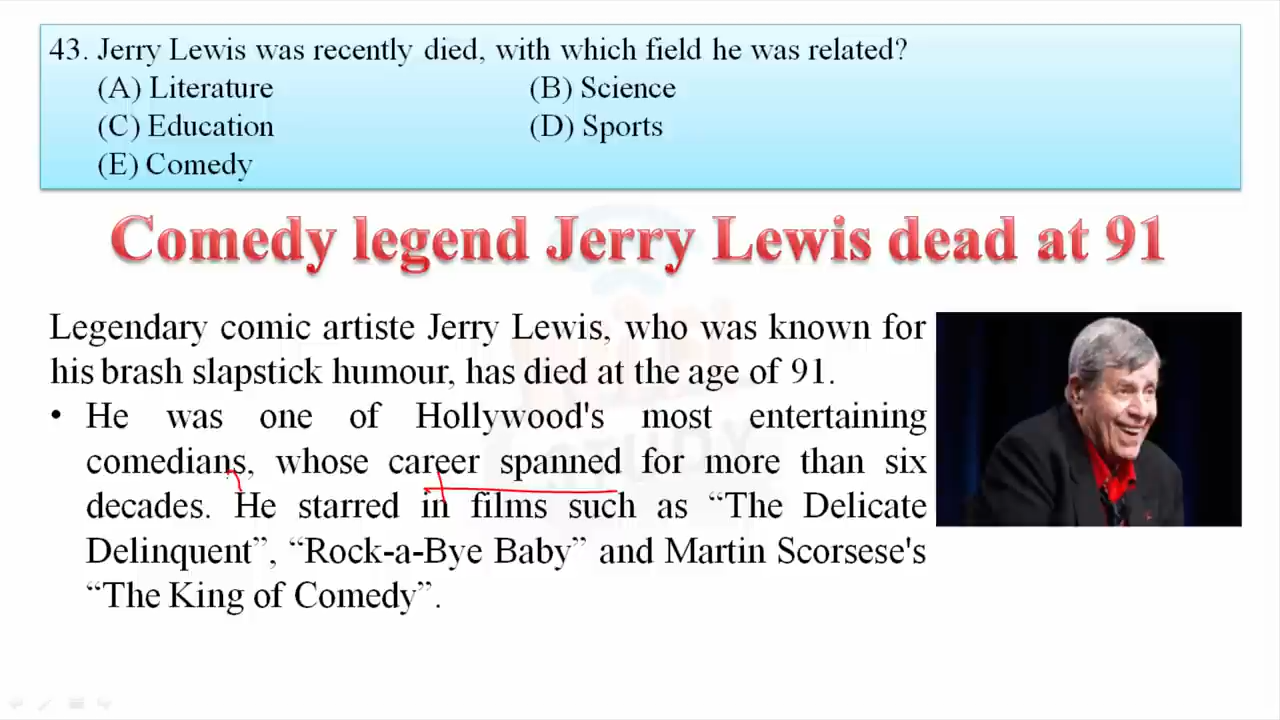 43. Jerry Lewis was recently died, with which field he was related?
(A) Literature (B) Science
(C) Education (D) Sports
(E) Comedy
Comedy legend Jerry Lewis dead at 91
Legendary comic artiste Jerry Lewis, who was known for
his brash slapstick humour, has died at the age of 91.
• He was one of Hollywood's most entertaining
comedians, whose career spanned for more than six
decades. He starred in films such as “The Delicate
Delinquent”, “Rock-a-Bye Baby” and Martin Scorsese's
“The King of Comedy”.